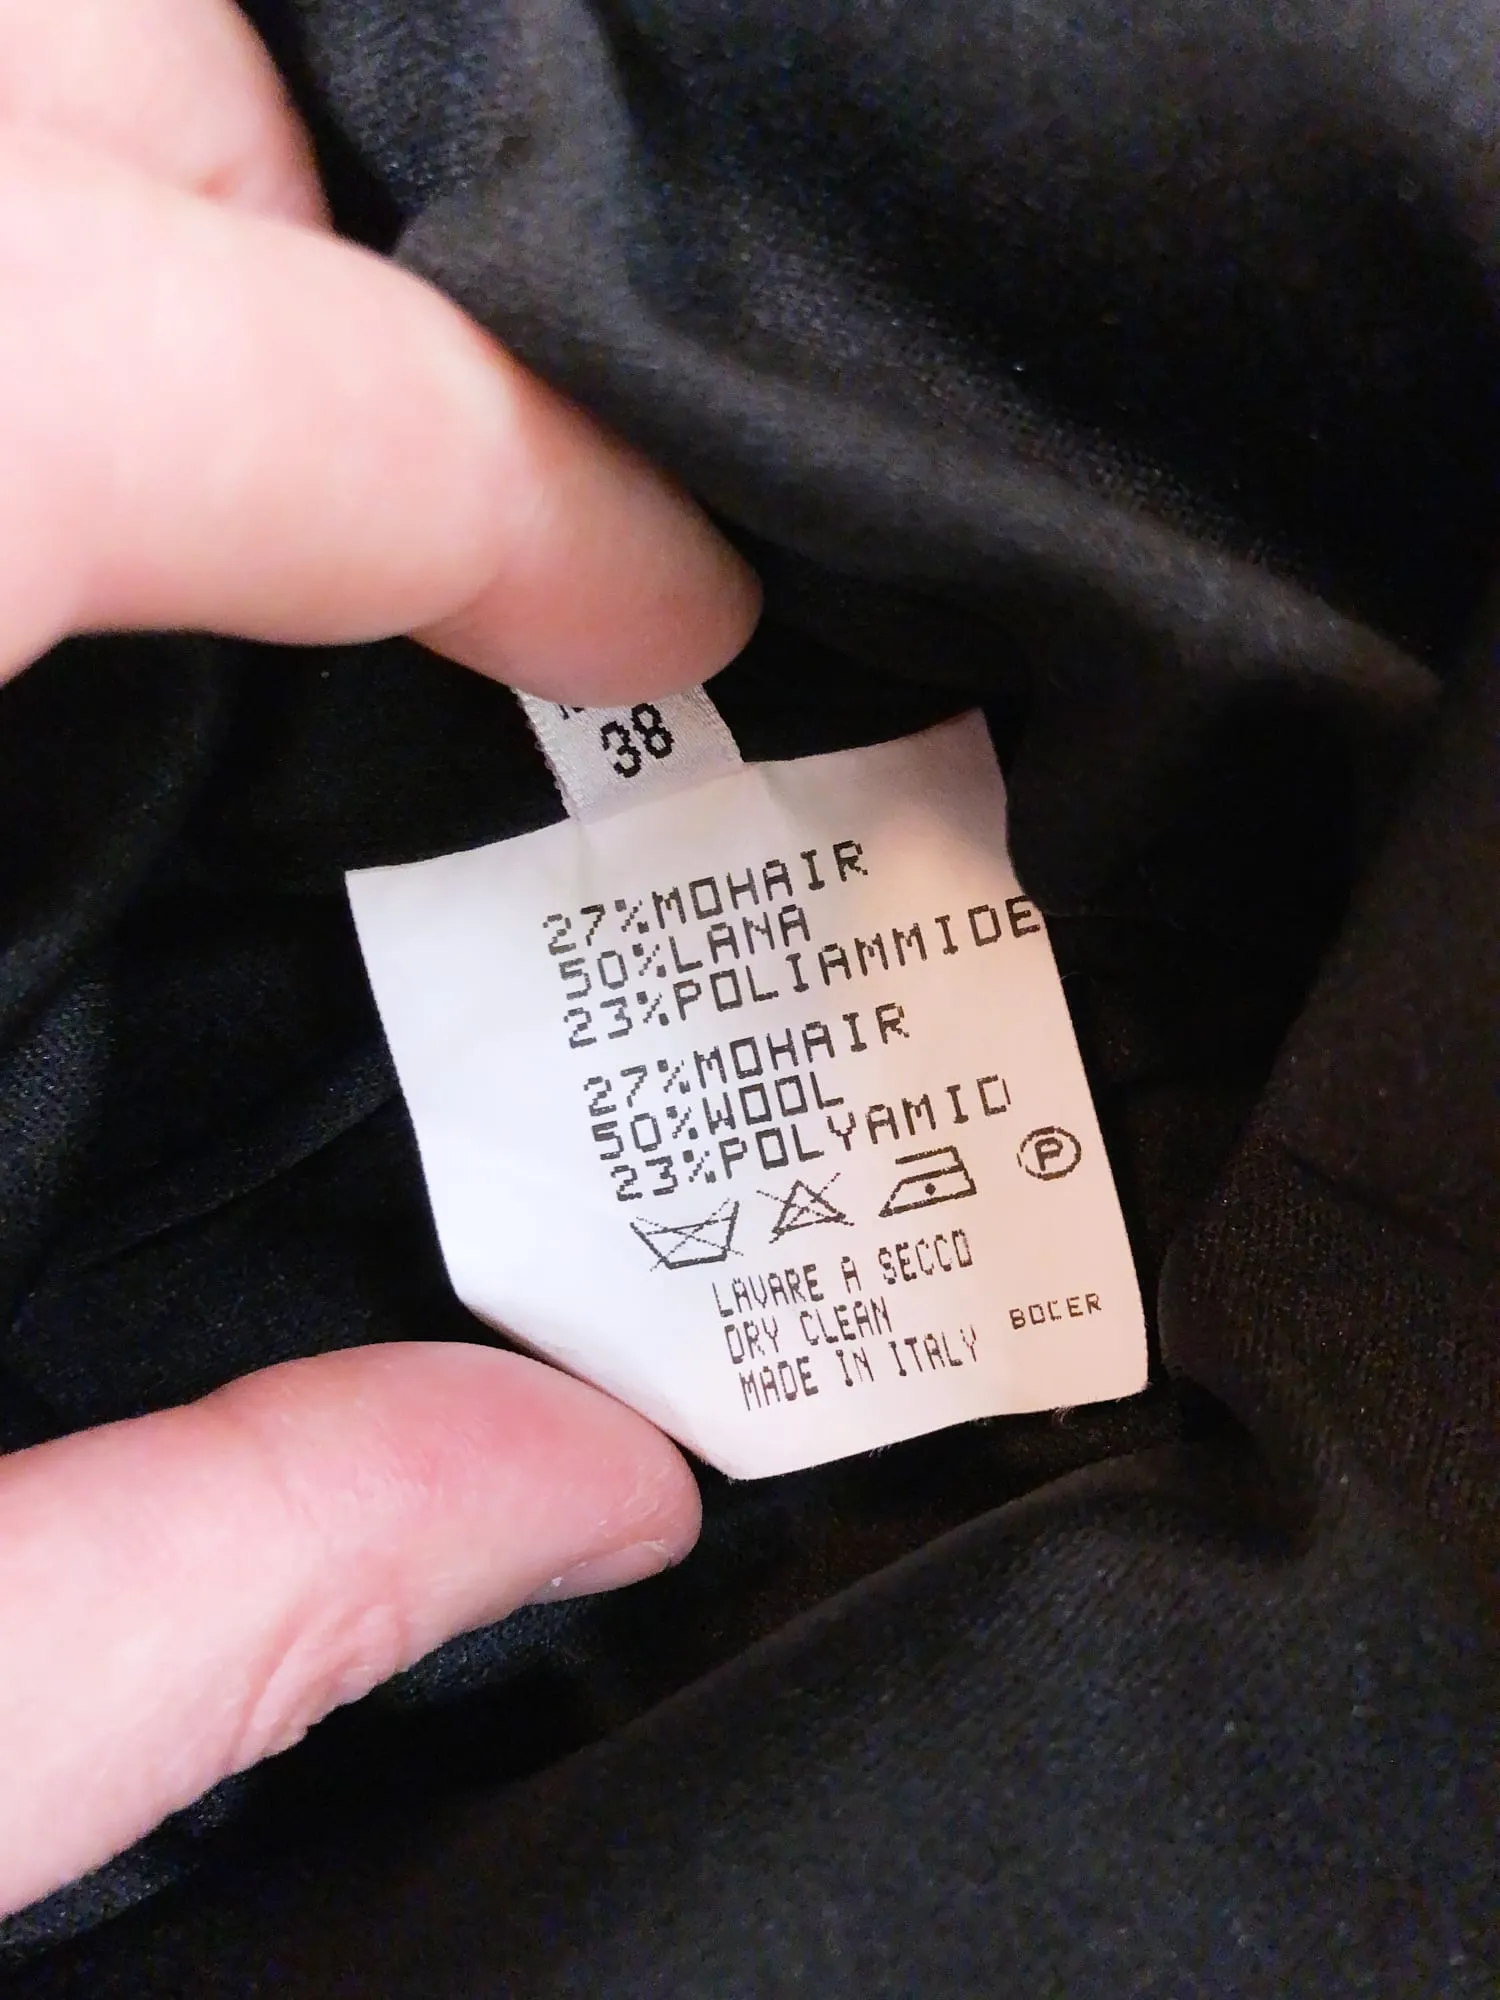 38
27%MOHAIR
50%LANA
23%POLIAMMIDE
27%MOHAIR
50%WOOL
23%POLYAMID
P
LAVARE A SECCO
DRY CLEAN
MADE IN ITALY